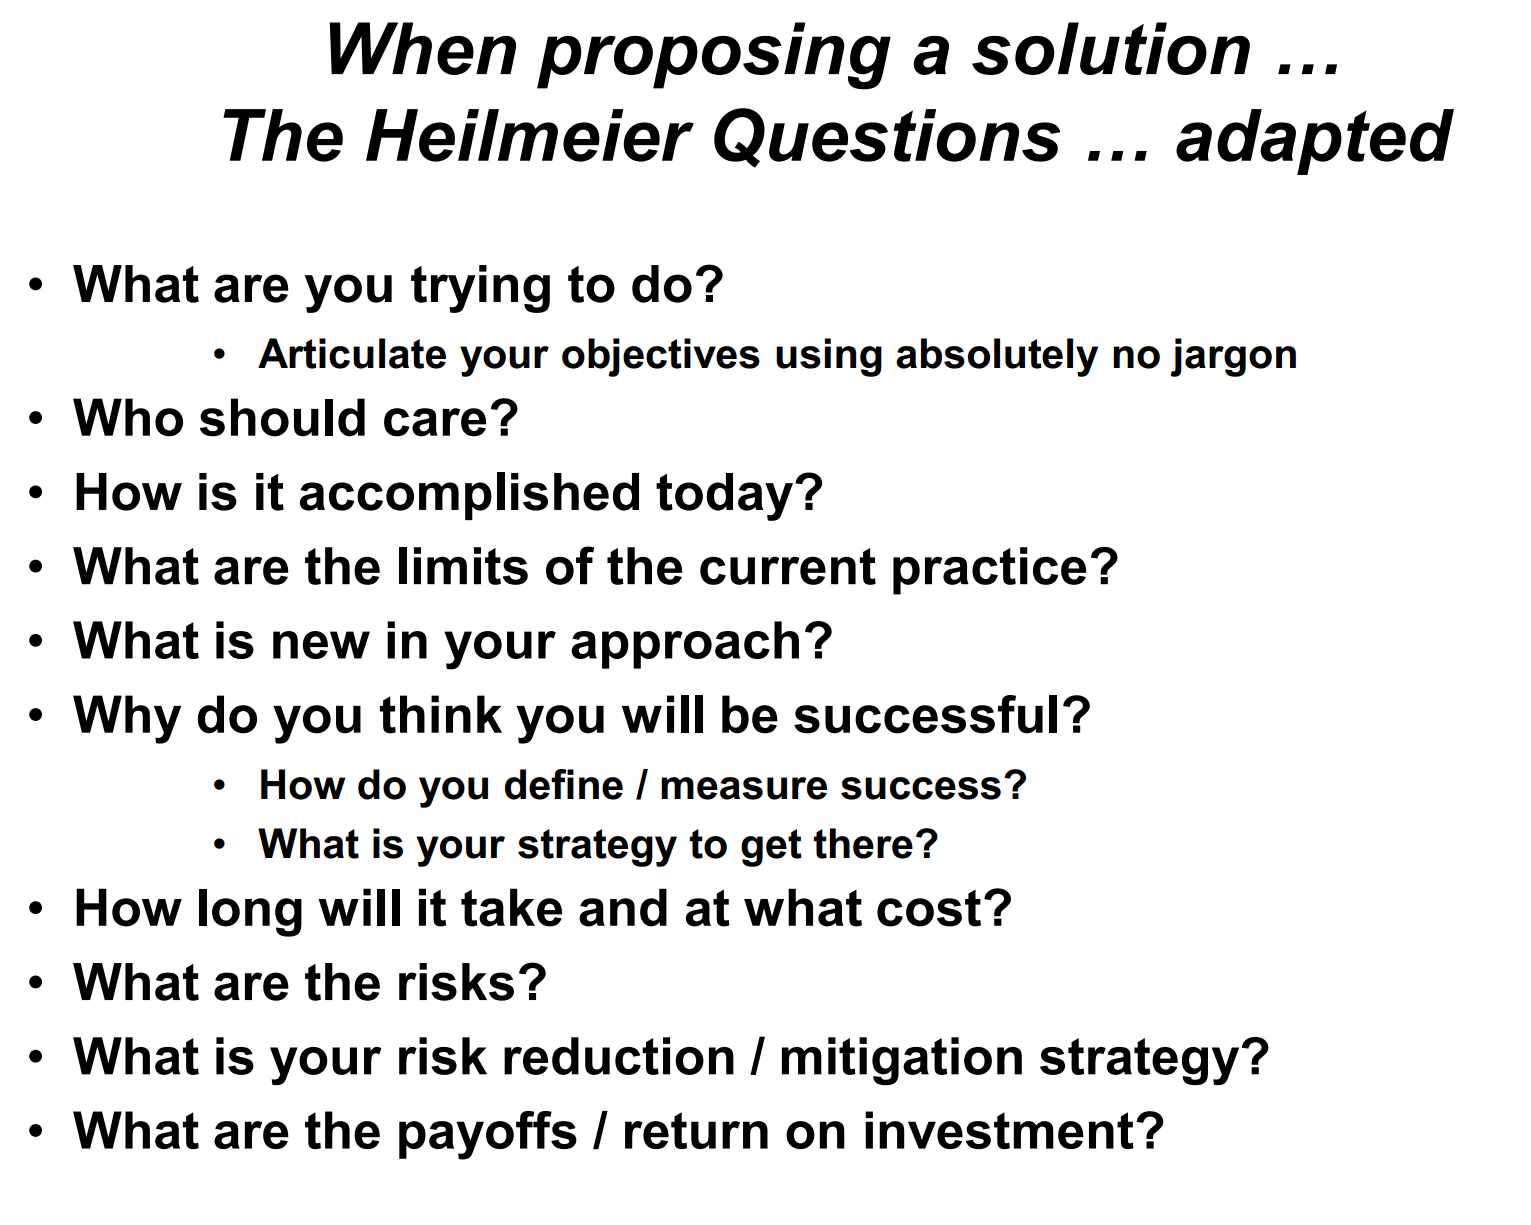 When proposing a solution …
The Heilmeier Questions … adapted
• What are you trying to do?
• Articulate your objectives using absolutely no jargon
• Who should care?
• How is it accomplished today?
• What are the limits of the current practice?
• What is new in your approach?
• Why do you think you will be successful?
• How do you define / measure success?
• What is your strategy to get there?
• How long will it take and at what cost?
• What are the risks?
• What is your risk reduction / mitigation strategy?
• What are the payoffs / return on investment?